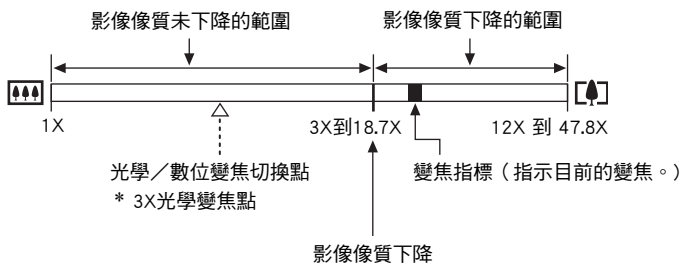 影像像質未下降的範圍
影像像質下降的範圍
1X
3X到18.7X
12X 到 47.8X
光學／數位變焦切換點
* 3X光學變焦點
變焦指標（指示目前的變焦。）
影像像質下降